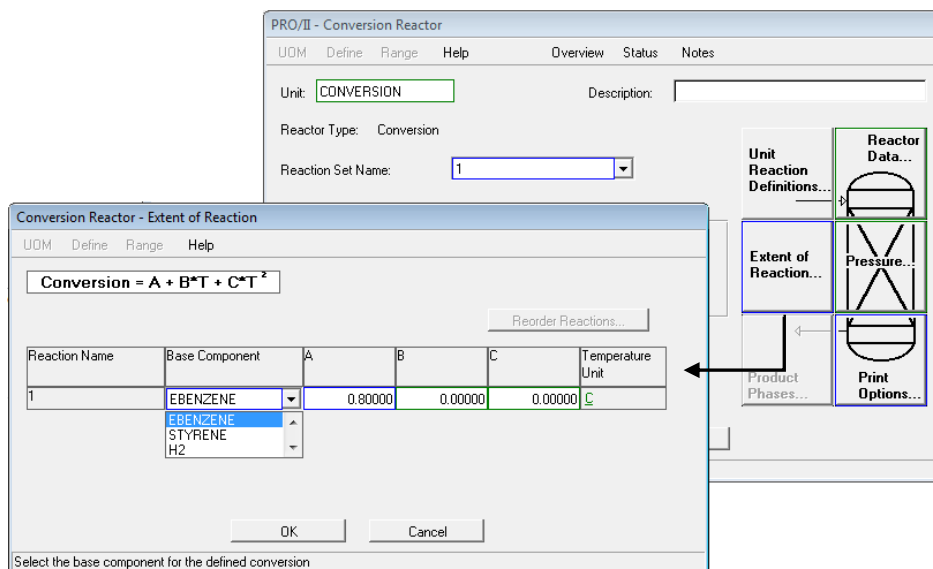 PRO/II - Conversion Reactor
UOM Define Range Help Overview Status Notes
Unit: CONVERSION Description:
Reactor Type: Conversion
Reaction Set Name: 1
Unit
Reaction
Definitions...
Reactor
Data...
Extent of
Reaction...
Pressure...
Product
Phases...
Print
Options...
Conversion Reactor - Extent of Reaction
UOM Define Range Help
Conversion = A + B*T + C*T²
Reorder Reactions...
Reaction Name Base Component A B C Temperature
Unit
1 EBENZENE 0.80000 0.00000 0.00000 C
EBENZENE
STYRENE
H2
OK Cancel
Select the base component for the defined conversion